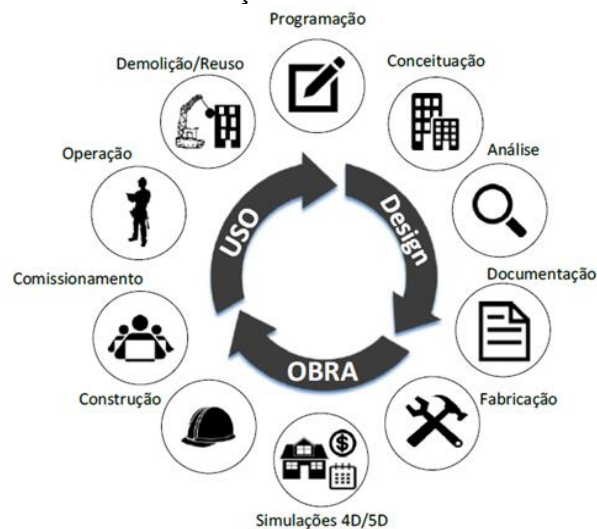 Programação
Conceituação
Análise
Documentação
Fabricação
Simulações 4D/5D
Construção
Comissionamento
Operação
Demolição/Reuso
USO
Design
OBRA
$